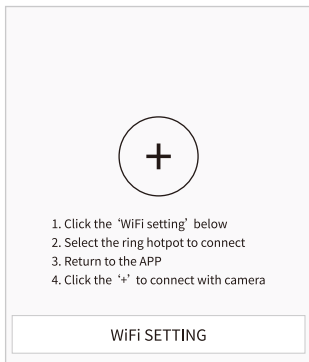 +
1. Click the ‘WiFi setting’ below
2. Select the ring hotpot to connect
3. Return to the APP
4. Click the ‘+’ to connect with camera
WiFi SETTING